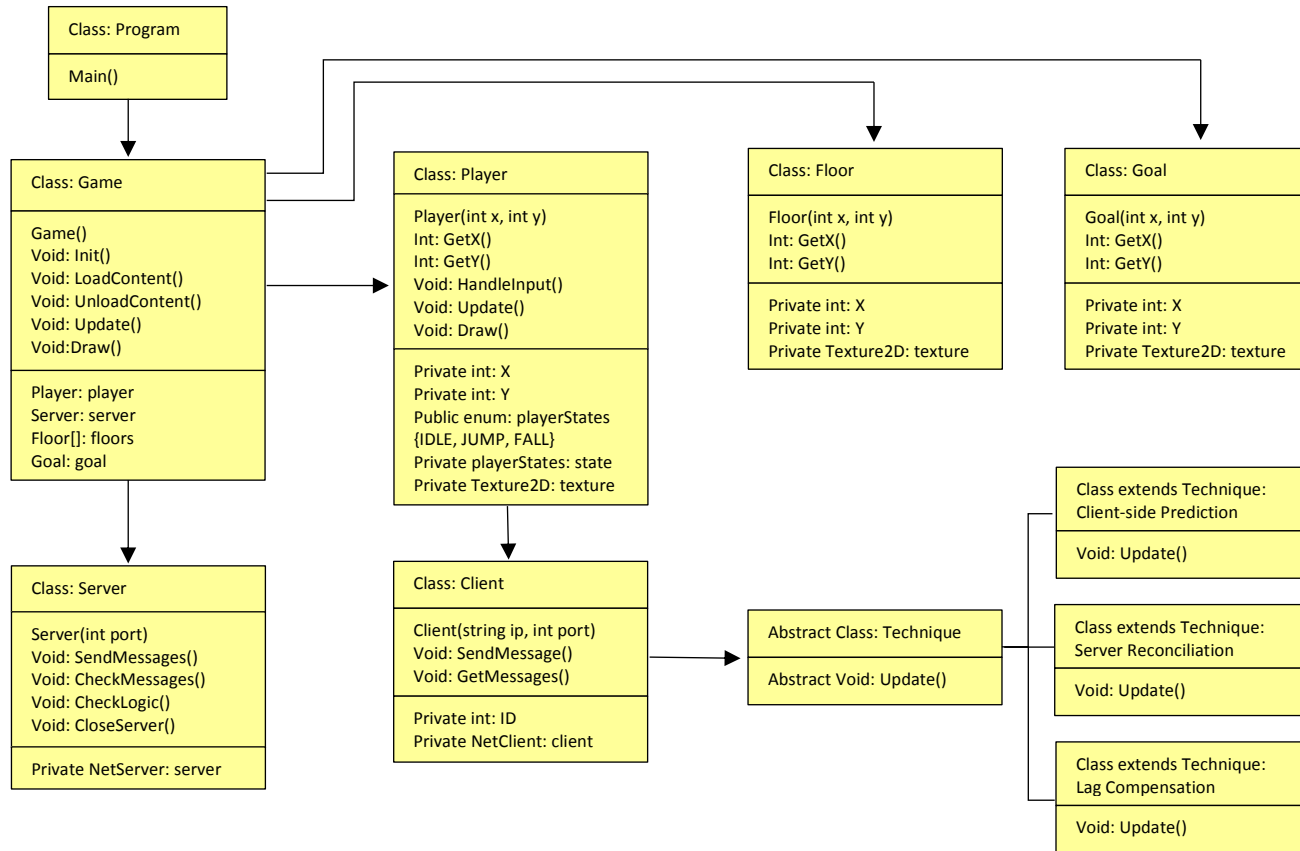 Class: Program
Main()
Class: Game
Game()
Void: Init()
Void: LoadContent()
Void: UnloadContent()
Void: Update()
Void:Draw()
Player: player
Server: server
Floor[]: floors
Goal: goal
Class: Player
Player(int x, int y)
Int: GetX()
Int: GetY()
Void: HandleInput()
Void: Update()
Void: Draw()
Private int: X
Private int: Y
Public enum: playerStates
{IDLE, JUMP, FALL}
Private playerStates: state
Private Texture2D: texture
Class: Floor
Floor(int x, int y)
Int: GetX()
Int: GetY()
Private int: X
Private int: Y
Private Texture2D: texture
Class: Goal
Goal(int x, int y)
Int: GetX()
Int: GetY()
Private int: X
Private int: Y
Private Texture2D: texture
Class: Server
Server(int port)
Void: SendMessages()
Void: CheckMessages()
Void: CheckLogic()
Void: CloseServer()
Private NetServer: server
Class: Client
Client(string ip, int port)
Void: SendMessage()
Void: GetMessages()
Private int: ID
Private NetClient: client
Abstract Class: Technique
Abstract Void: Update()
Class extends Technique:
Client-side Prediction
Void: Update()
Class extends Technique:
Server Reconciliation
Void: Update()
Class extends Technique:
Lag Compensation
Void: Update()